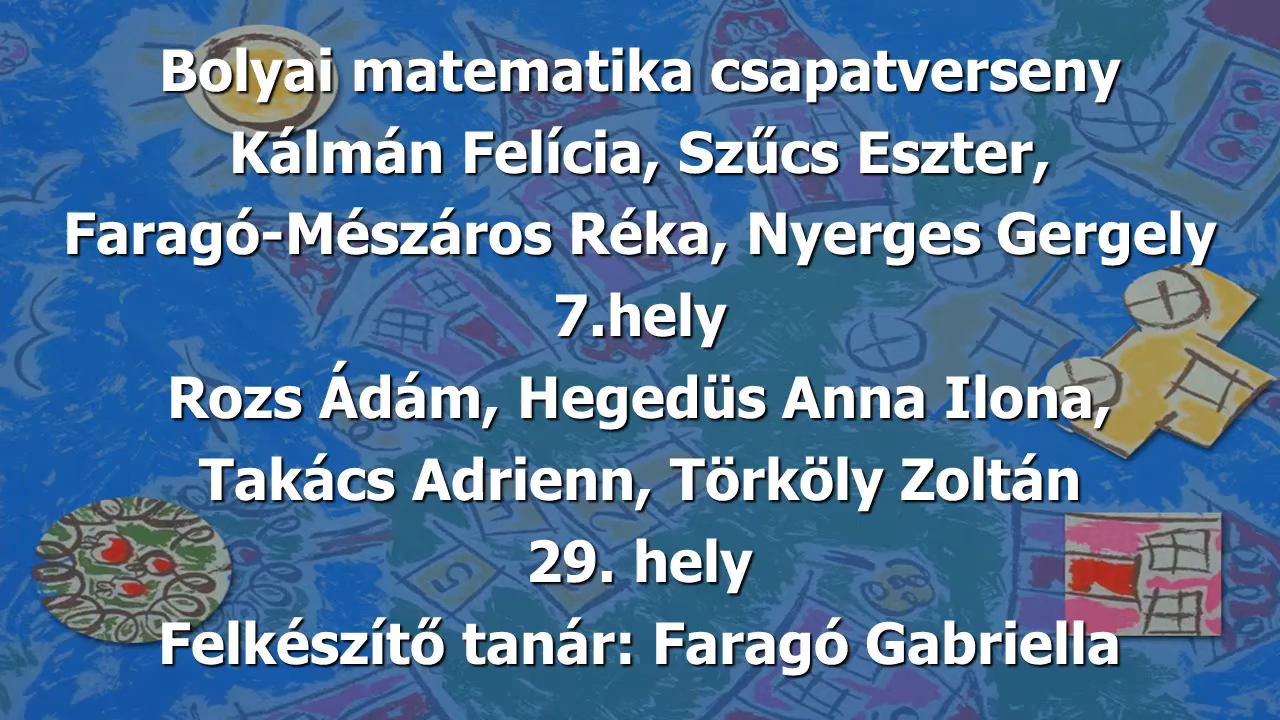 Bolyai matematika csapatverseny
Kálmán Felícia, Szűcs Eszter,
Faragó-Mészáros Réka, Nyerges Gergely
7.hely
Rozs Ádám, Hegedüs Anna Ilona,
Takács Adrienn, Törköly Zoltán
29. hely
Felkészítő tanár: Faragó Gabriella